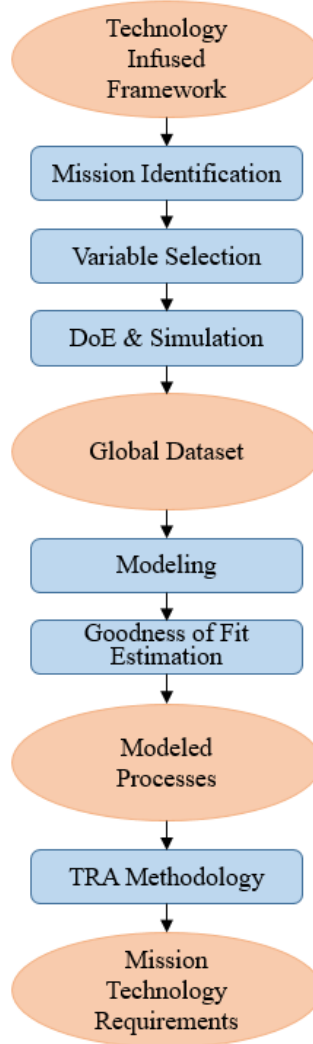 Technology
Infused
Framework
Mission Identification
Variable Selection
DoE & Simulation
Global Dataset
Modeling
Goodness of Fit
Estimation
Modeled
Processes
TRA Methodology
Mission
Technology
Requirements